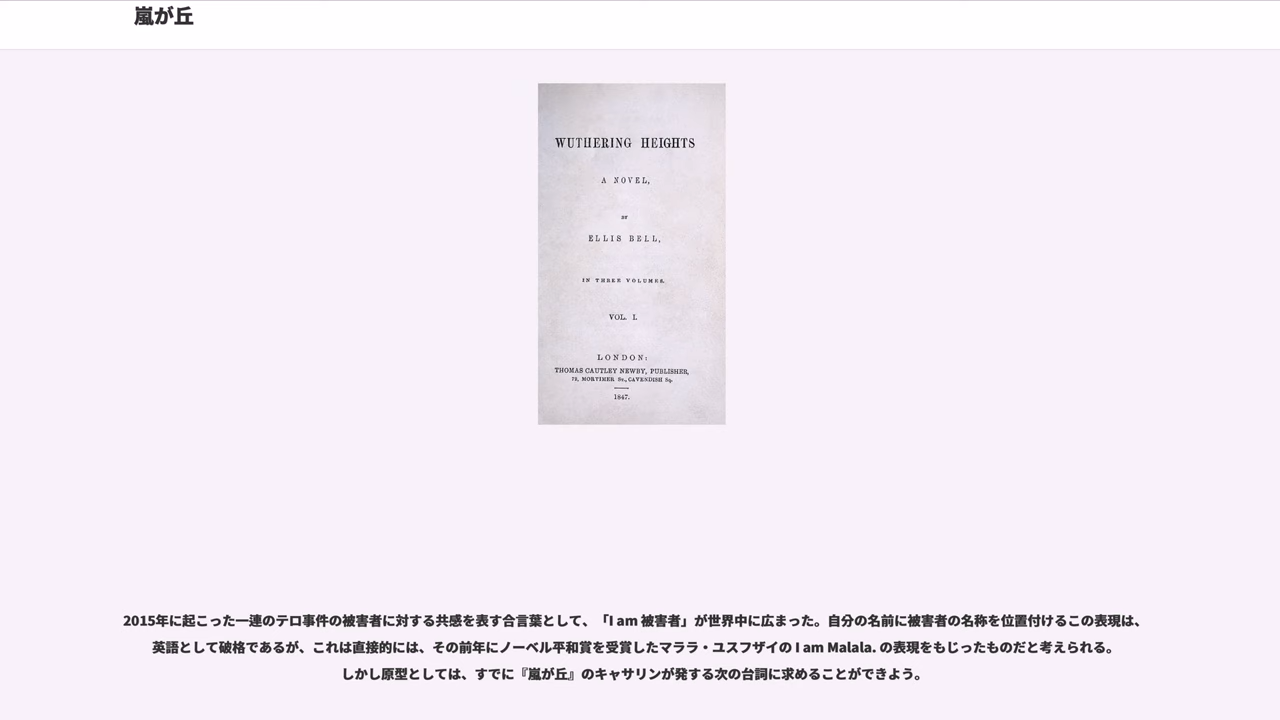 嵐が丘
WUTHERING HEIGHTS
A NOVEL,
BY
ELLIS BELL,
IN THREE VOLUMES.
VOL. I.
LONDON:
THOMAS CAUTLEY NEWBY, PUBLISHER,
72, MORTIMER St., CAVENDISH Sq.
1847.
2015年に起こった一連のテロ事件の被害者に対する共感を表す合言葉として、「I am 被害者」が世界中に広まった。自分の名前に被害者の名称を位置付けるこの表現は、
英語として破格であるが、これは直接的には、その前年にノーベル平和賞を受賞したマララ・ユスフザイの I am Malala. の表現をもじったものだと考えられる。
しかし原型としては、すでに『嵐が丘』のキャサリンが発する次の台詞に求めることができよう。